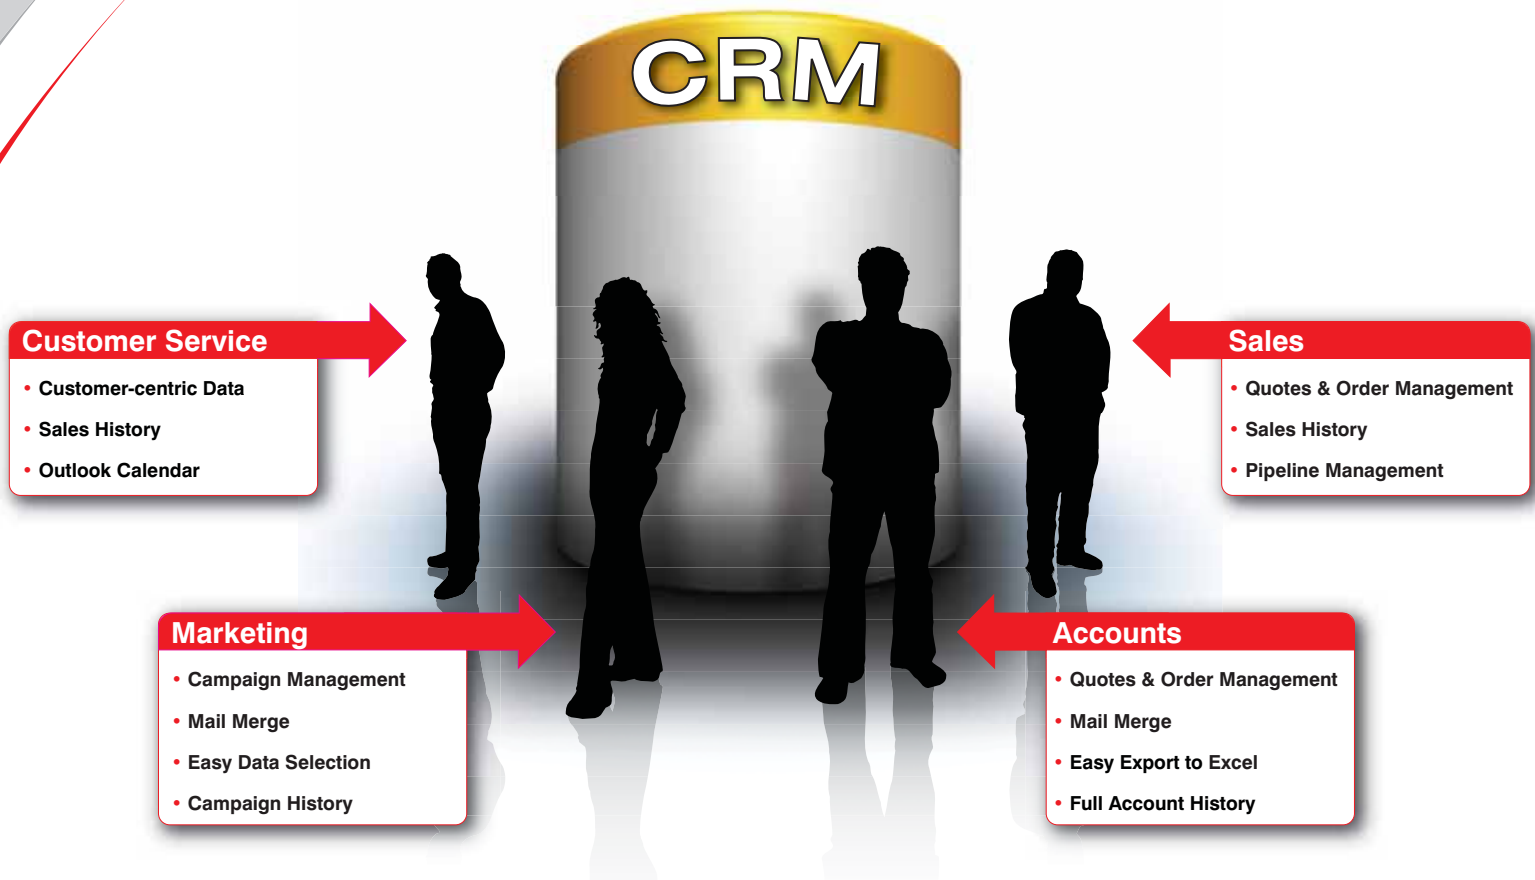 CRM
Customer Service
• Customer-centric Data
• Sales History
• Outlook Calendar
Sales
• Quotes & Order Management
• Sales History
• Pipeline Management
Marketing
• Campaign Management
• Mail Merge
• Easy Data Selection
• Campaign History
Accounts
• Quotes & Order Management
• Mail Merge
• Easy Export to Excel
• Full Account History